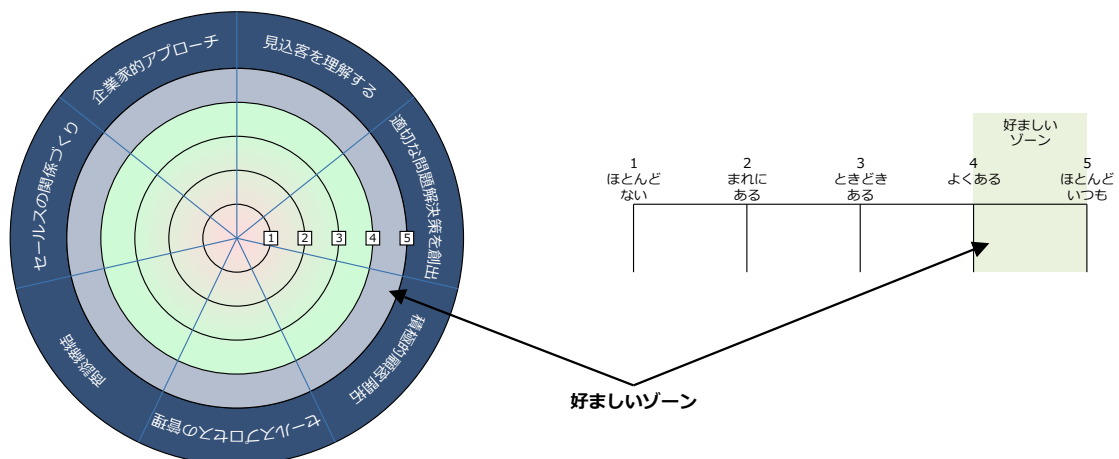 企業家的アプローチ
見込客を理解する
適切な問題解決策を創出
積極的顧客開拓
セールスプロセスの管理
商談締結
セールスの関係づくり
1
2
3
4
5
好ましい
ゾーン
1
ほとんど
ない
2
まれに
ある
3
ときどき
ある
4
よくある
5
ほとんど
いつも
好ましいゾーン